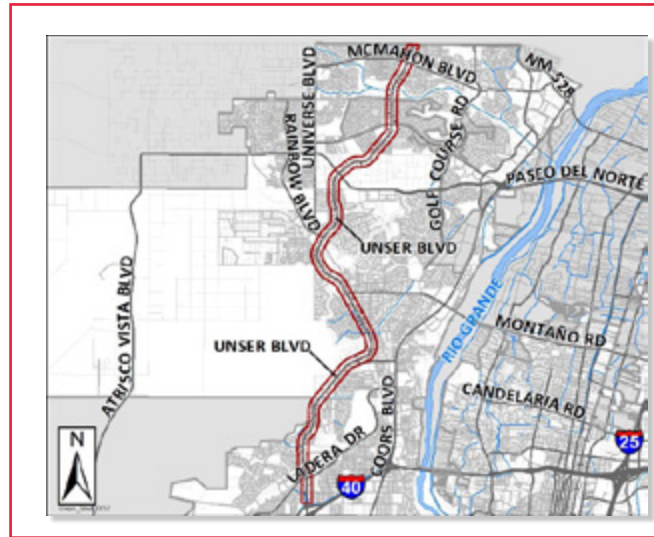 MCMAHON BLVD
NM 528
UNIVERSE BLVD
RAINBOW BLVD
GOLF COURSE RD
PASEO DEL NORTE
UNSER BLVD
RIO GRANDE
ATRISCO VISTA BLVD
MONTAÑO RD
UNSER BLVD
CANDELARIA RD
COORS BLVD
LADERA DR
N
25
40